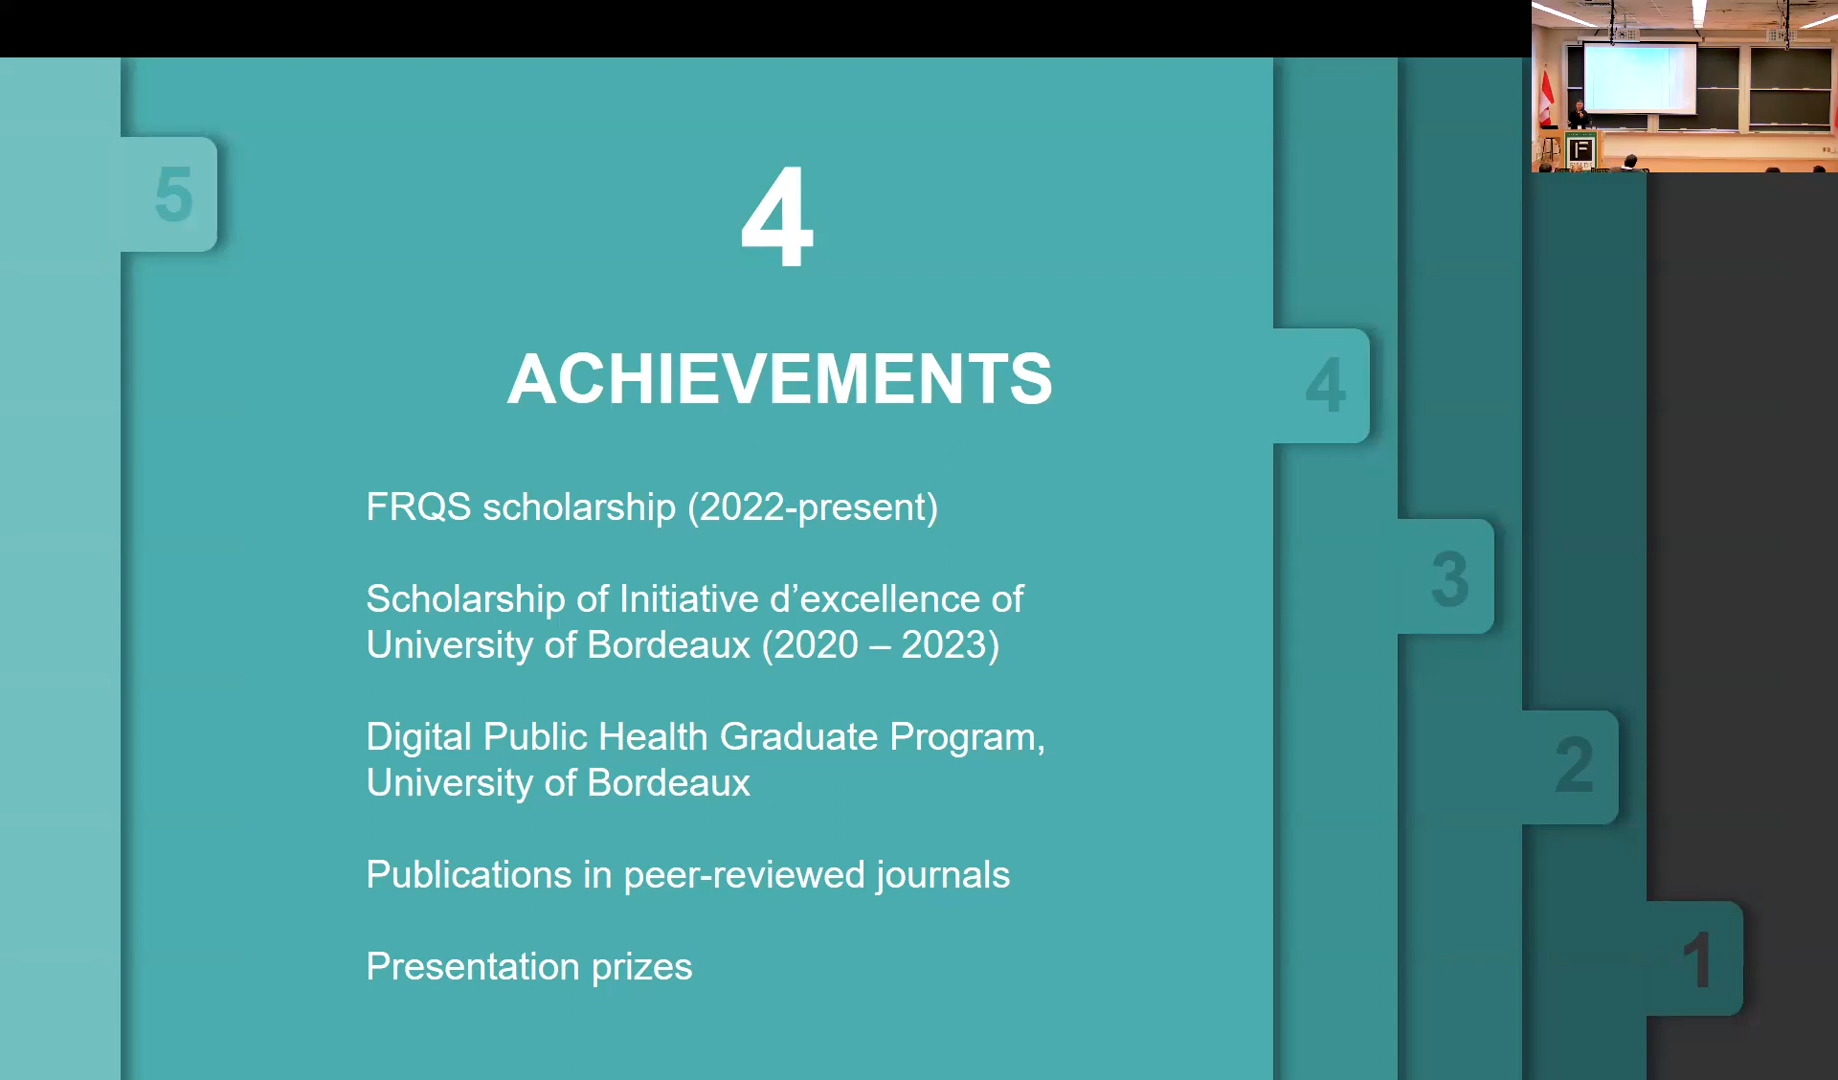 5
4
ACHIEVEMENTS
4
FRQS scholarship (2022-present)
Scholarship of Initiative d’excellence of
University of Bordeaux (2020 – 2023)
3
Digital Public Health Graduate Program,
University of Bordeaux
2
Publications in peer-reviewed journals
Presentation prizes
1
F